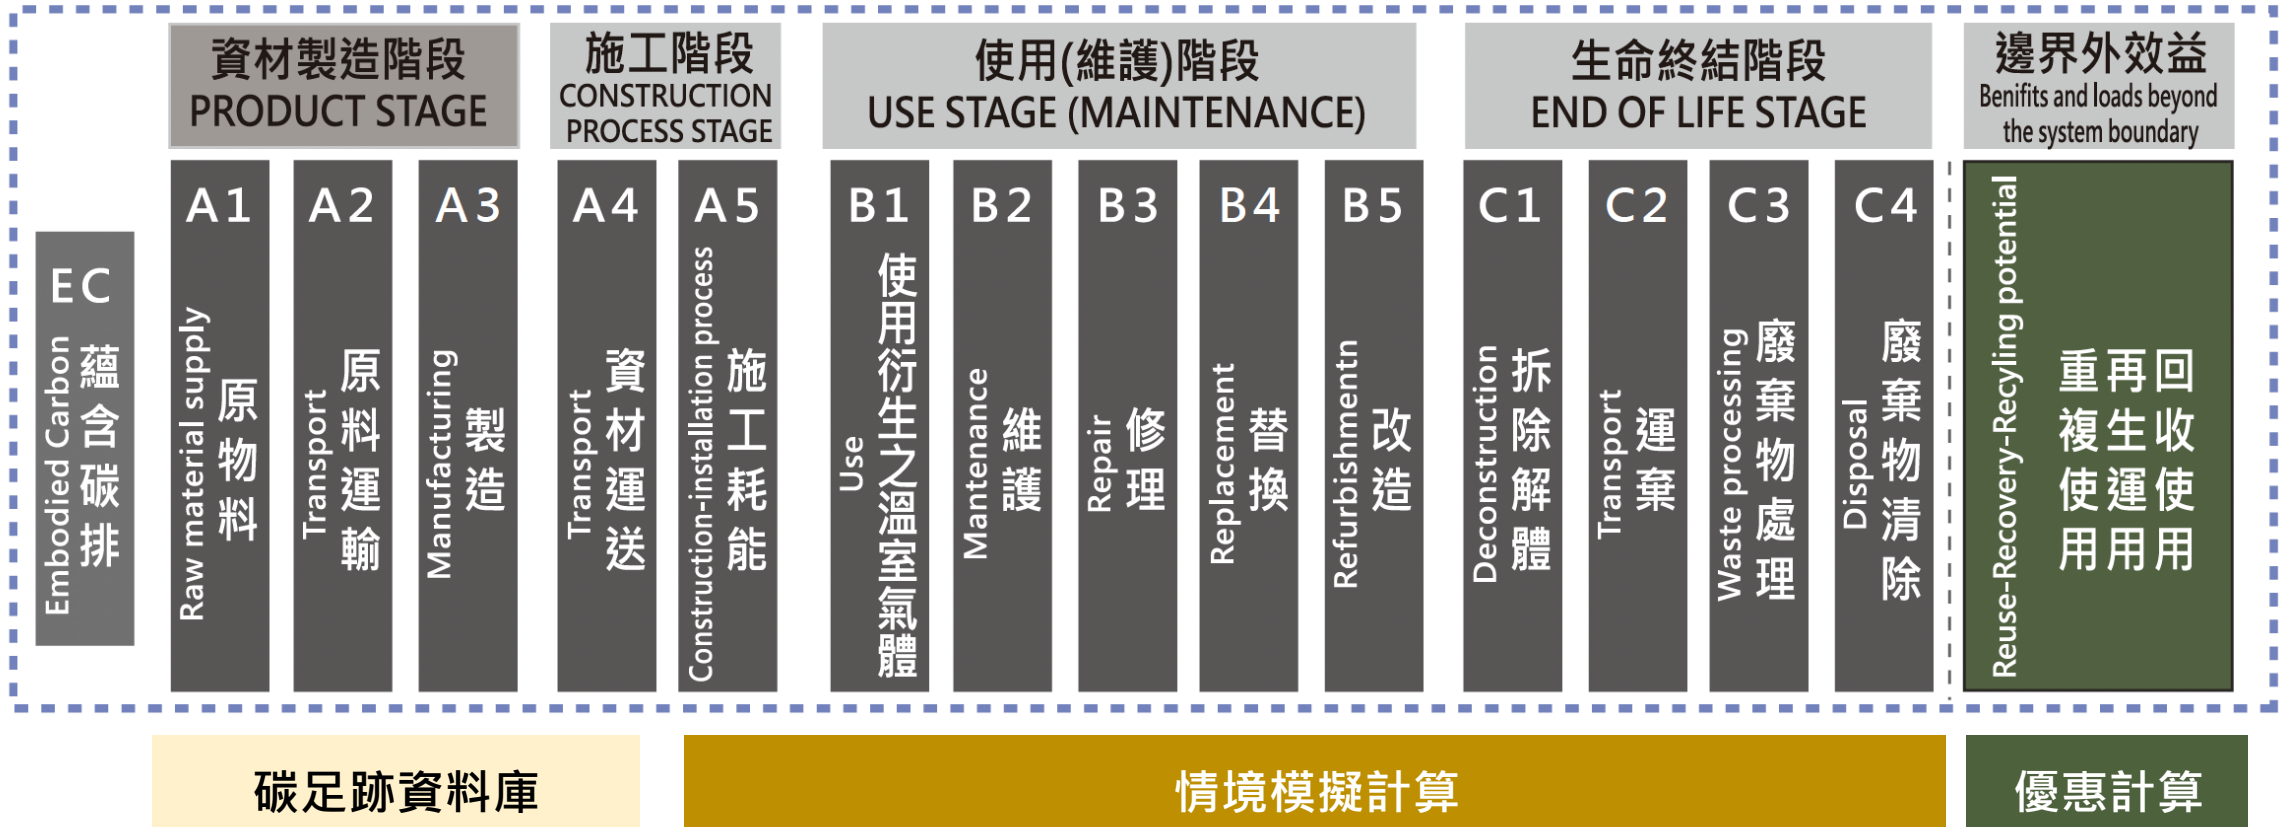 資材製造階段
PRODUCT STAGE
施工階段
CONSTRUCTION
PROCESS STAGE
使用(維護)階段
USE STAGE (MAINTENANCE)
生命終結階段
END OF LIFE STAGE
邊界外效益
Benifits and loads beyond
the system boundary
EC
Embodied Carbon
蘊含碳排
A1
Raw material supply
原物料
A2
Transport
原料運輸
A3
Manufacturing
製造
A4
Transport
資材運送
A5
Construction-installation process
施工耗能
B1
Use
使用衍生之溫室氣體
B2
Mantenance
維護
B3
Repair
修理
B4
Replacement
替換
B5
Refurbishmentn
改造
C1
Deconstruction
拆除解體
C2
Transport
運棄
C3
Waste processing
廢棄物處理
C4
Disposal
廢棄物清除
Reuse-Recovery-Recyling potential
重複使用
再生運用
回收使用
碳足跡資料庫
情境模擬計算
優惠計算